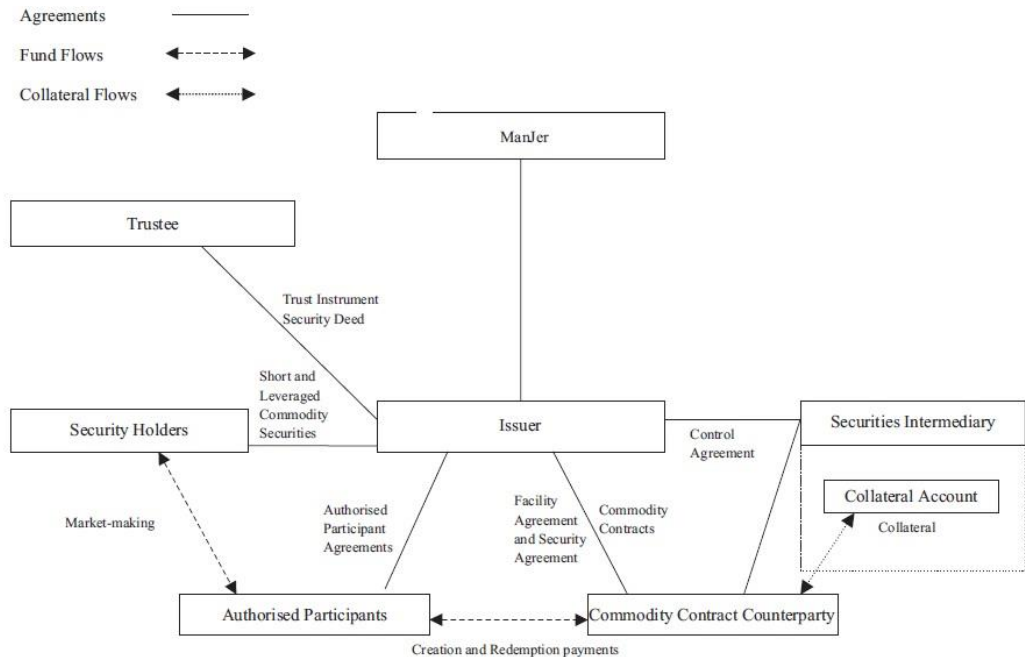 Agreements
Fund Flows
Collateral Flows
ManJer
Trustee
Trust Instrument
Security Deed
Short and
Leveraged
Commodity
Securities
Security Holders
Issuer
Control
Agreement
Securities Intermediary
Collateral Account
Collateral
Market-making
Authorised
Participant
Agreements
Facility
Agreement
and Security
Agreement
Commodity
Contracts
Authorised Participants
Commodity Contract Counterparty
Creation and Redemption payments